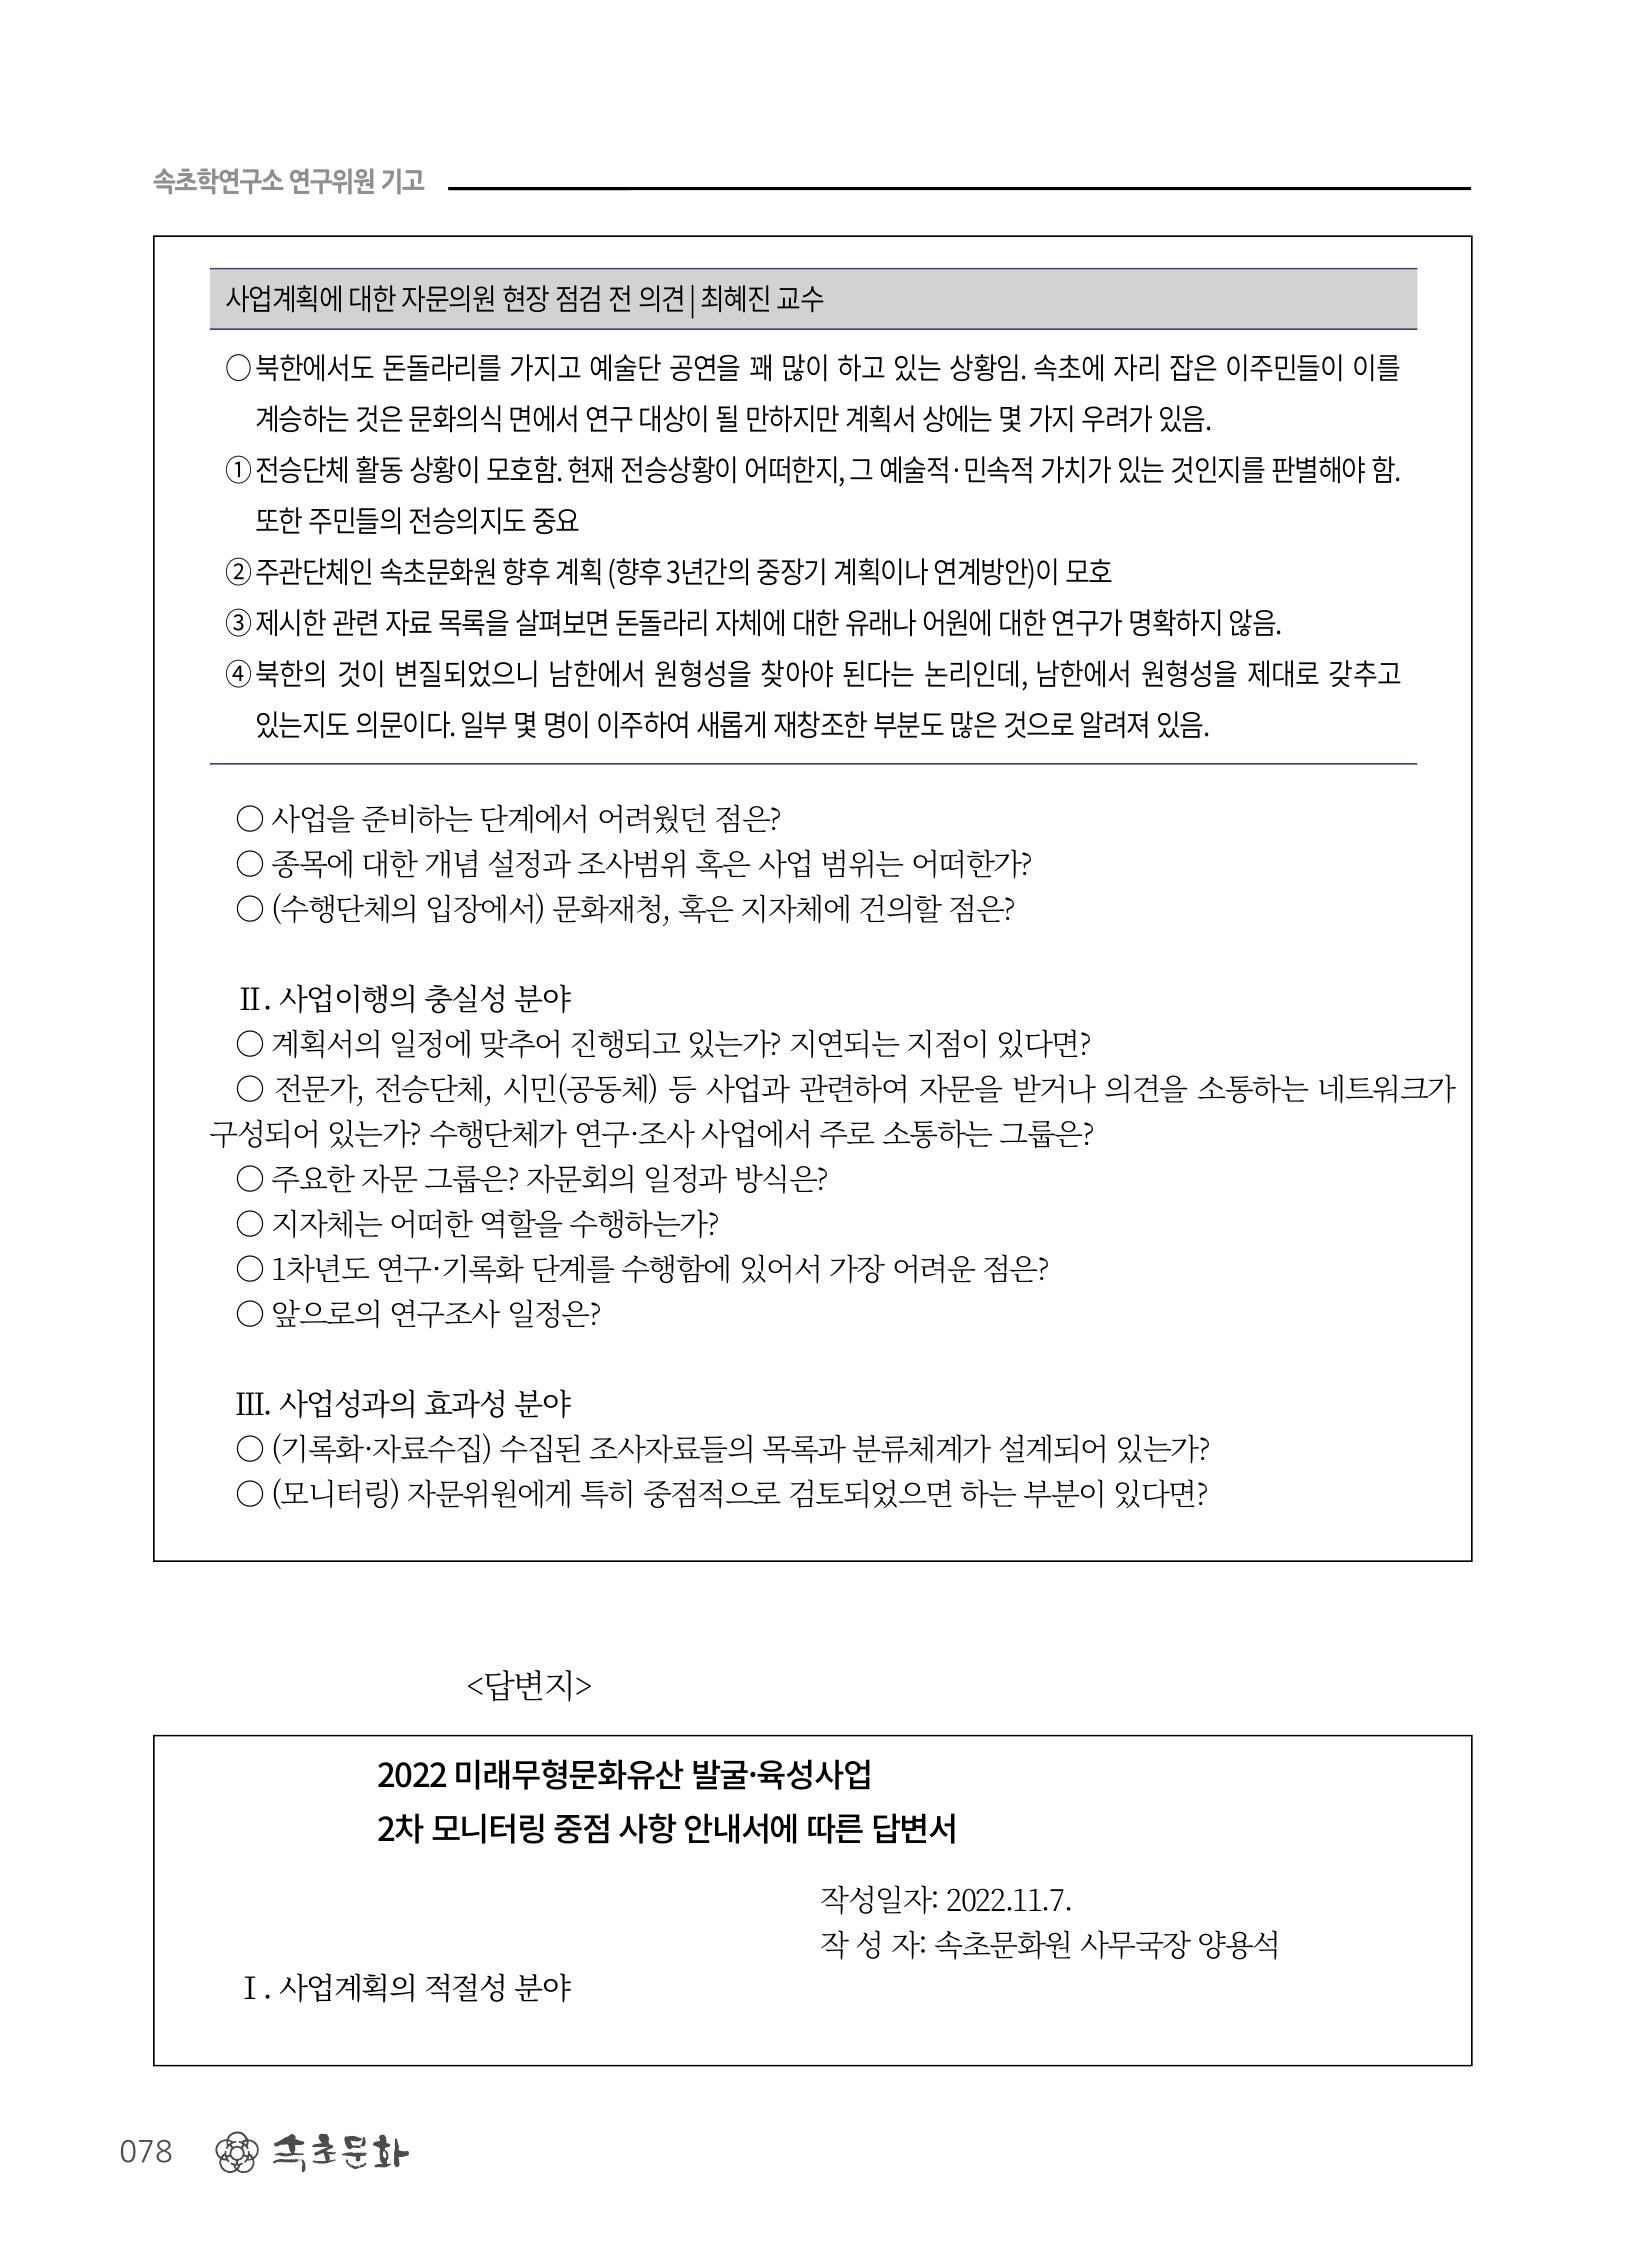 속초학연구소 연구위원 기고
사업계획에 대한 자문의원 현장 점검 전 의견 | 최혜진 교수
○ 북한에서도 돈돌라리를 가지고 예술단 공연을 꽤 많이 하고 있는 상황임. 속초에 자리 잡은 이주민들이 이를
계승하는 것은 문화의식 면에서 연구 대상이 될 만하지만 계획서 상에는 몇 가지 우려가 있음.
① 전승단체 활동 상황이 모호함. 현재 전승상황이 어떠한지, 그 예술적·민속적 가치가 있는 것인지를 판별해야 함.
또한 주민들의 전승의지도 중요
② 주관단체인 속초문화원 향후 계획 (향후 3년간의 중장기 계획이나 연계방안)이 모호
③ 제시한 관련 자료 목록을 살펴보면 돈돌라리 자체에 대한 유래나 어원에 대한 연구가 명확하지 않음.
④ 북한의 것이 변질되었으니 남한에서 원형성을 찾아야 된다는 논리인데, 남한에서 원형성을 제대로 갖추고
있는지도 의문이다. 일부 몇 명이 이주하여 새롭게 재창조한 부분도 많은 것으로 알려져 있음.
○ 사업을 준비하는 단계에서 어려웠던 점은?
○ 종목에 대한 개념 설정과 조사범위 혹은 사업 범위는 어떠한가?
○ (수행단체의 입장에서) 문화재청, 혹은 지자체에 건의할 점은?
Ⅱ. 사업이행의 충실성 분야
○ 계획서의 일정에 맞추어 진행되고 있는가? 지연되는 지점이 있다면?
○ 전문가, 전승단체, 시민(공동체) 등 사업과 관련하여 자문을 받거나 의견을 소통하는 네트워크가
구성되어 있는가? 수행단체가 연구·조사 사업에서 주로 소통하는 그룹은?
○ 주요한 자문 그룹은? 자문회의 일정과 방식은?
○ 지자체는 어떠한 역할을 수행하는가?
○ 1차년도 연구·기록화 단계를 수행함에 있어서 가장 어려운 점은?
○ 앞으로의 연구조사 일정은?
Ⅲ. 사업성과의 효과성 분야
○ (기록화·자료수집) 수집된 조사자료들의 목록과 분류체계가 설계되어 있는가?
○ (모니터링) 자문위원에게 특히 중점적으로 검토되었으면 하는 부분이 있다면?
<답변지>
2022 미래무형문화유산 발굴·육성사업
2차 모니터링 중점 사항 안내서에 따른 답변서
작성일자: 2022.11.7.
작 성 자: 속초문화원 사무국장 양용석
Ⅰ. 사업계획의 적절성 분야
078 속초문화